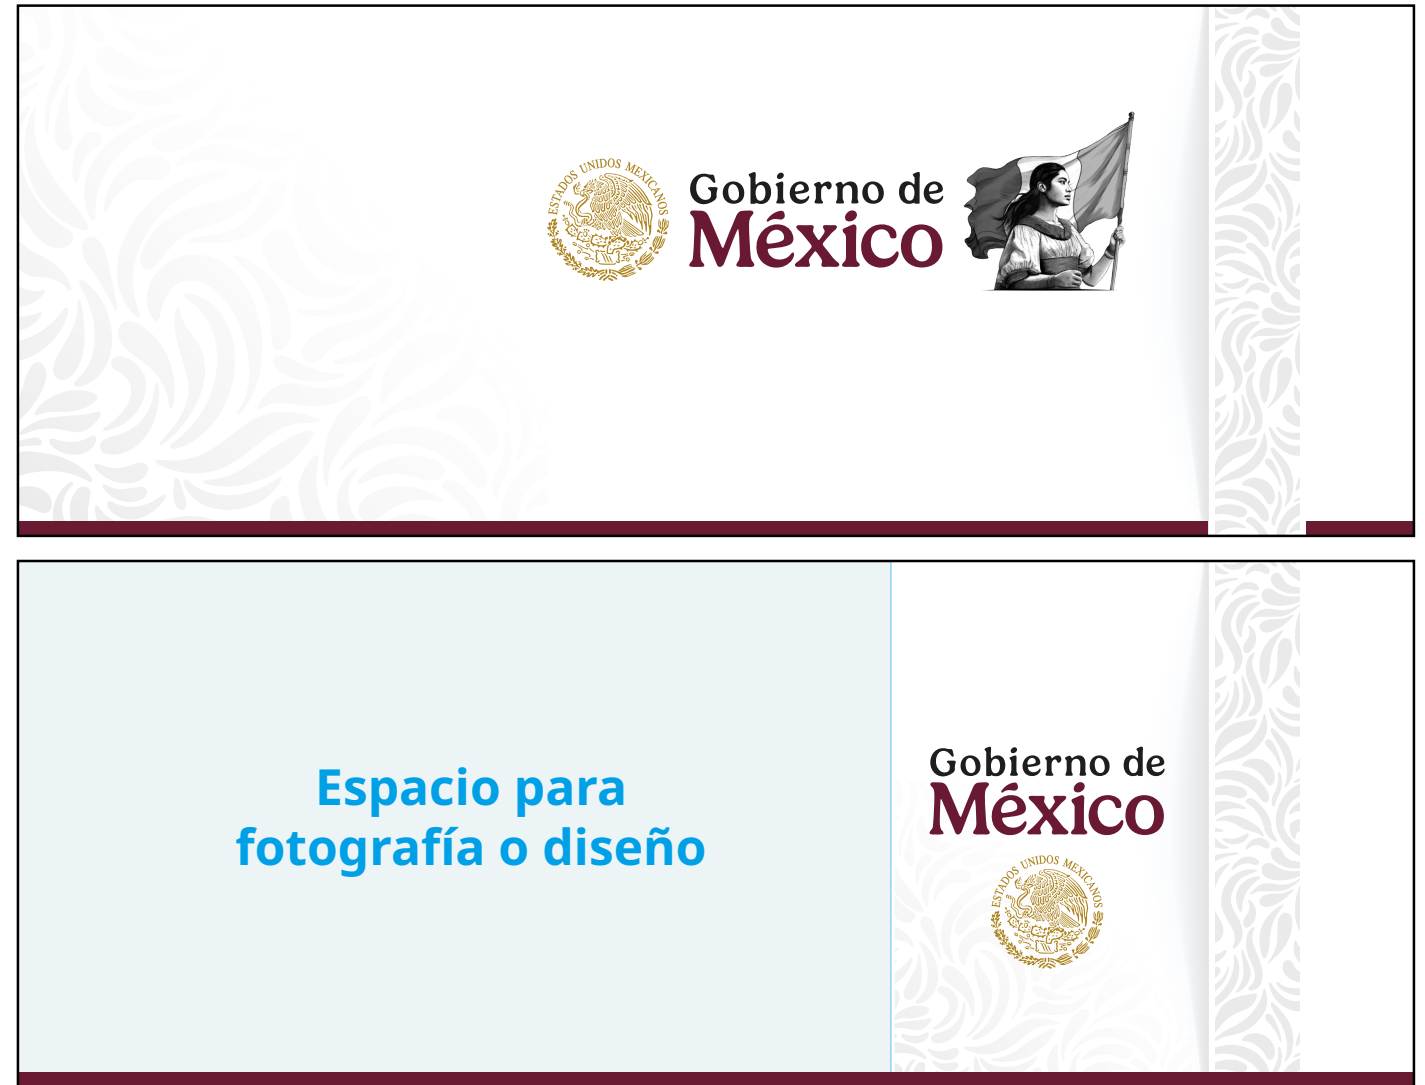 ESTADOS UNIDOS MEXICANOS
Gobierno de
México
Espacio para
fotografía o diseño
Gobierno de
México
ESTADOS UNIDOS MEXICANOS